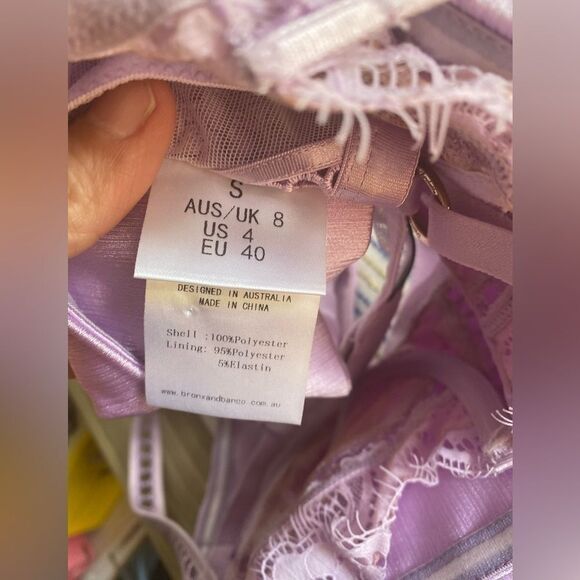 S
AUS/UK 8
US 4
EU 40
DESIGNED IN AUSTRALIA
MADE IN CHINA
Shell :100%Polyester
Lining: 95%Polyester
5%Elastin
www.bronxandbanco.com.au